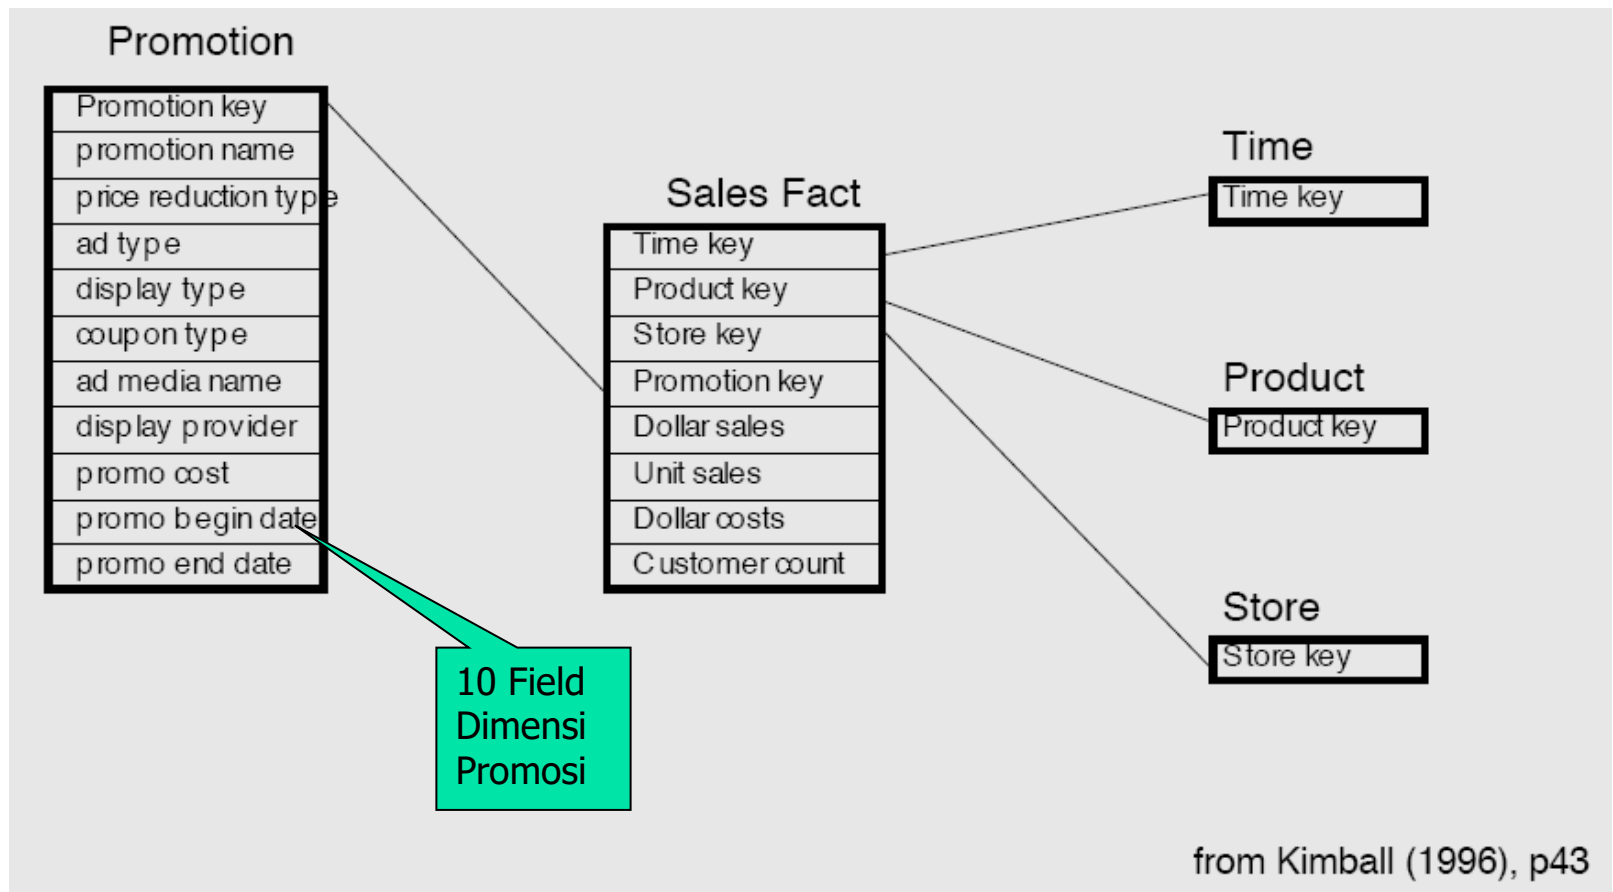 Promotion
Promotion key
promotion name
price reduction type
ad type
display type
coupon type
ad media name
display provider
promo cost
promo begin date
promo end date
Sales Fact
Time key
Product key
Store key
Promotion key
Dollar sales
Unit sales
Dollar costs
Customer count
Time
Time key
Product
Product key
Store
Store key
10 Field
Dimensi
Promosi
from Kimball (1996), p43